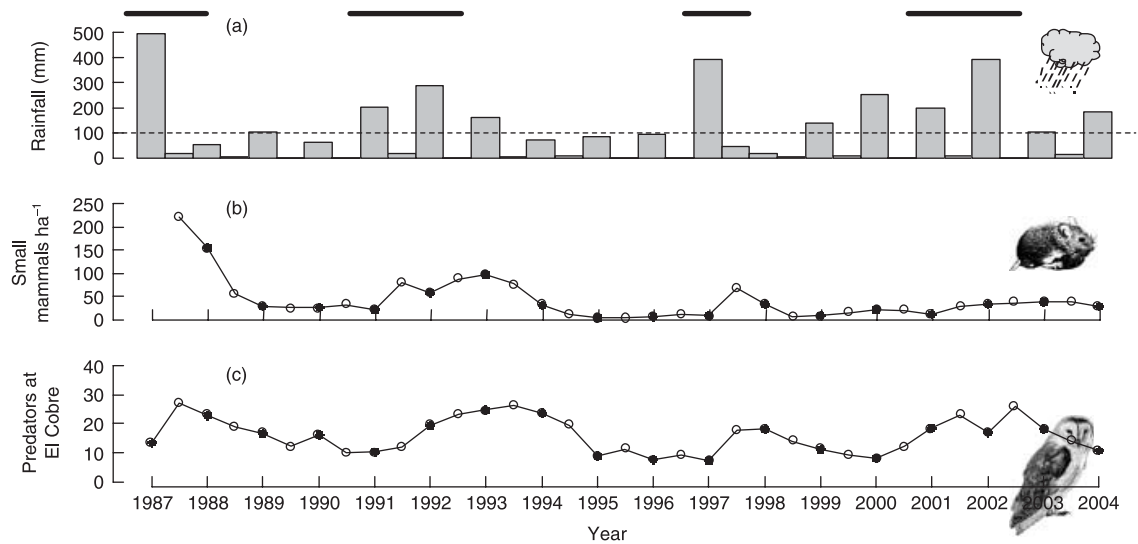 (a)
500
400
300
200
100
0
Rainfall (mm)
(b)
250
200
150
100
50
0
Small
mammals ha⁻¹
(c)
40
30
20
10
0
Predators at
El Cobre
1987 1988 1989 1990 1991 1992 1993 1994 1995 1996 1997 1998 1999 2000 2001 2002 2003 2004
Year